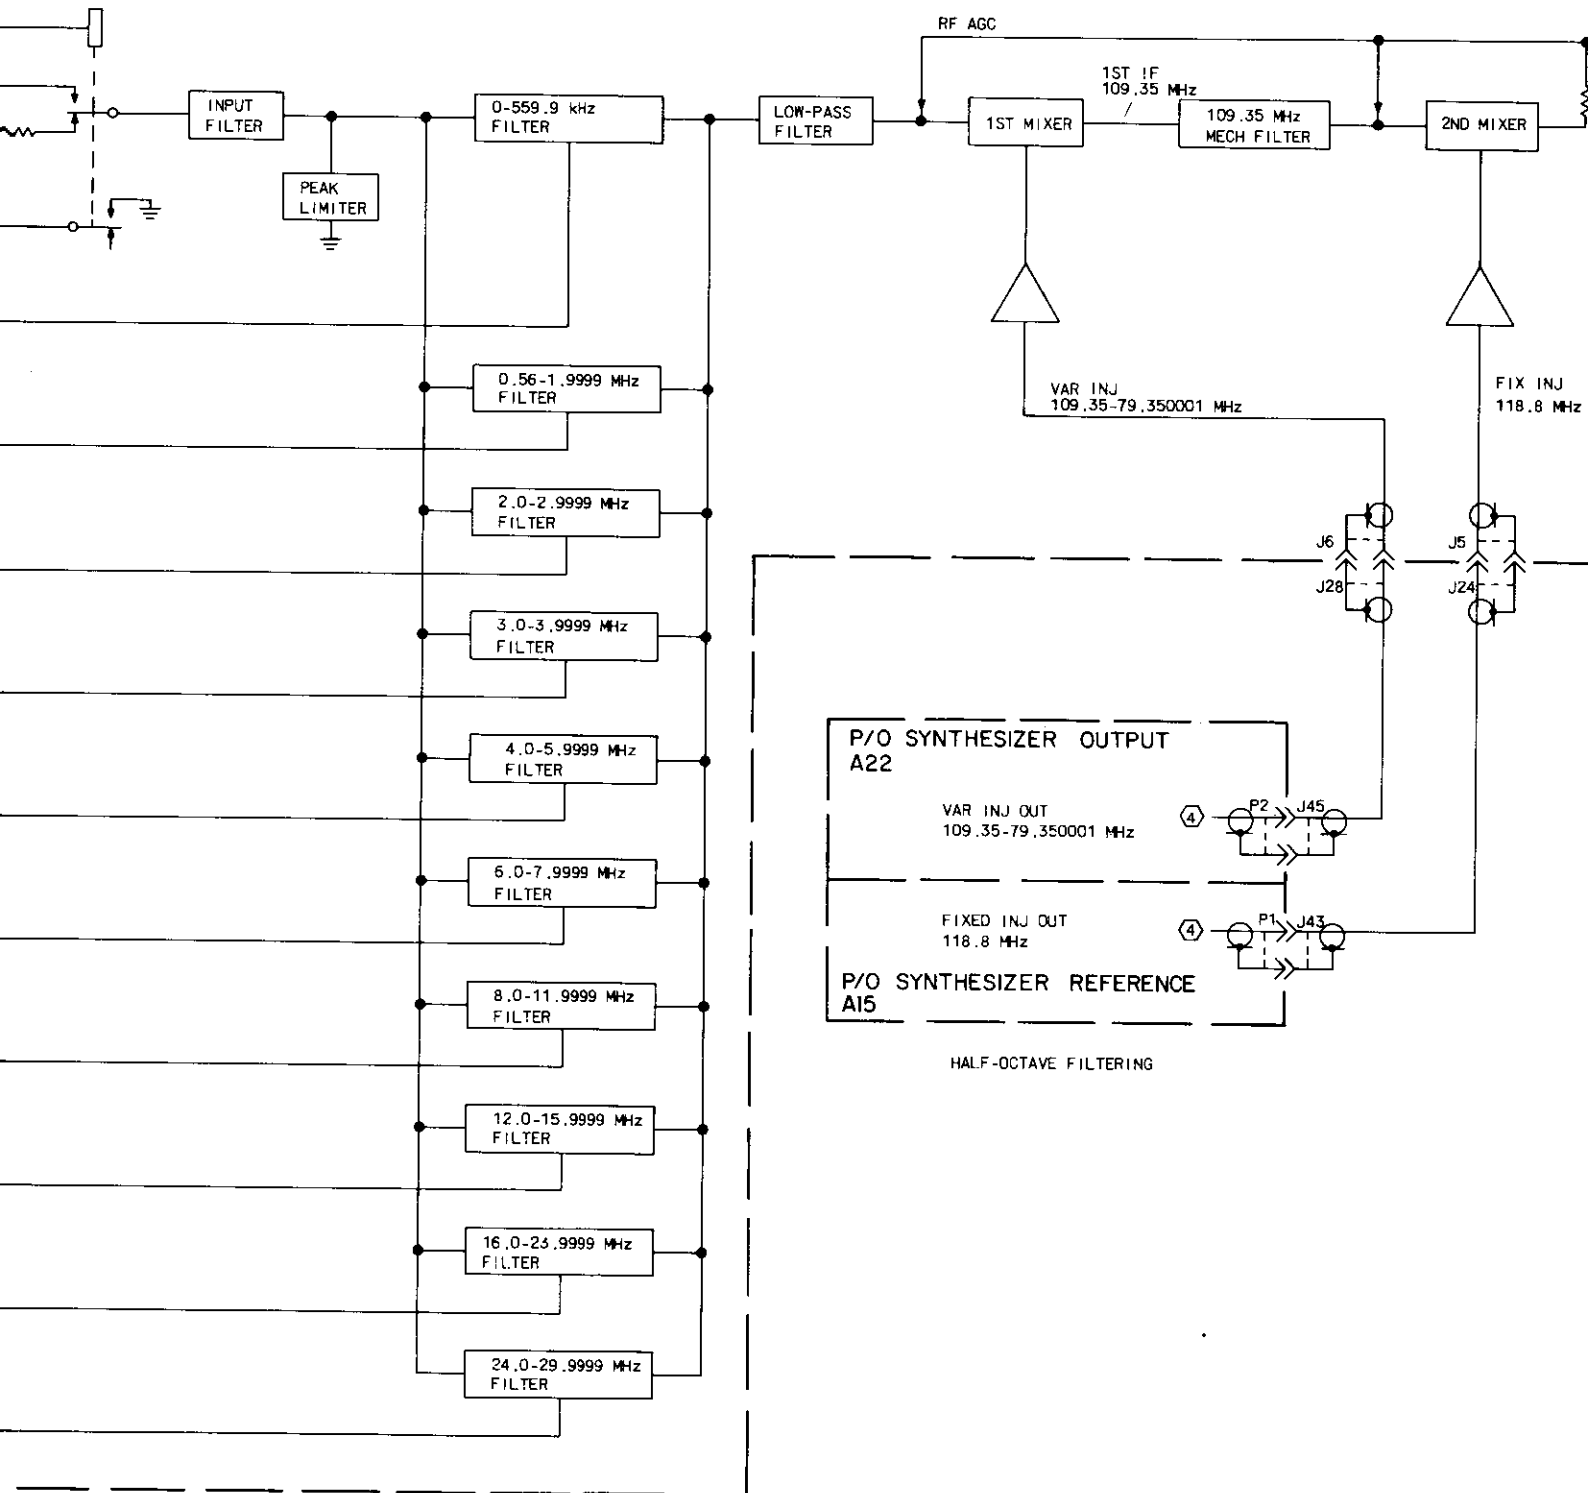 RF AGC
1ST IF
109.35 MHz
INPUT
FILTER
0-559.9 kHz
FILTER
LOW-PASS
FILTER
1ST MIXER
109.35 MHz
MECH FILTER
2ND MIXER
PEAK
LIMITER
0.56-1.9999 MHz
FILTER
VAR INJ
109.35-79.350001 MHz
FIX INJ
118.8 MHz
2.0-2.9999 MHz
FILTER
J6
J5
J28
J24
3.0-3.9999 MHz
FILTER
4.0-5.9999 MHz
FILTER
P/O SYNTHESIZER OUTPUT
A22
VAR INJ OUT
109.35-79.350001 MHz
4
P2
J45
6.0-7.9999 MHz
FILTER
FIXED INJ OUT
118.8 MHz
4
P1
J43
P/O SYNTHESIZER REFERENCE
A15
8.0-11.9999 MHz
FILTER
HALF-OCTAVE FILTERING
12.0-15.9999 MHz
FILTER
16.0-23.9999 MHz
FILTER
24.0-29.9999 MHz
FILTER